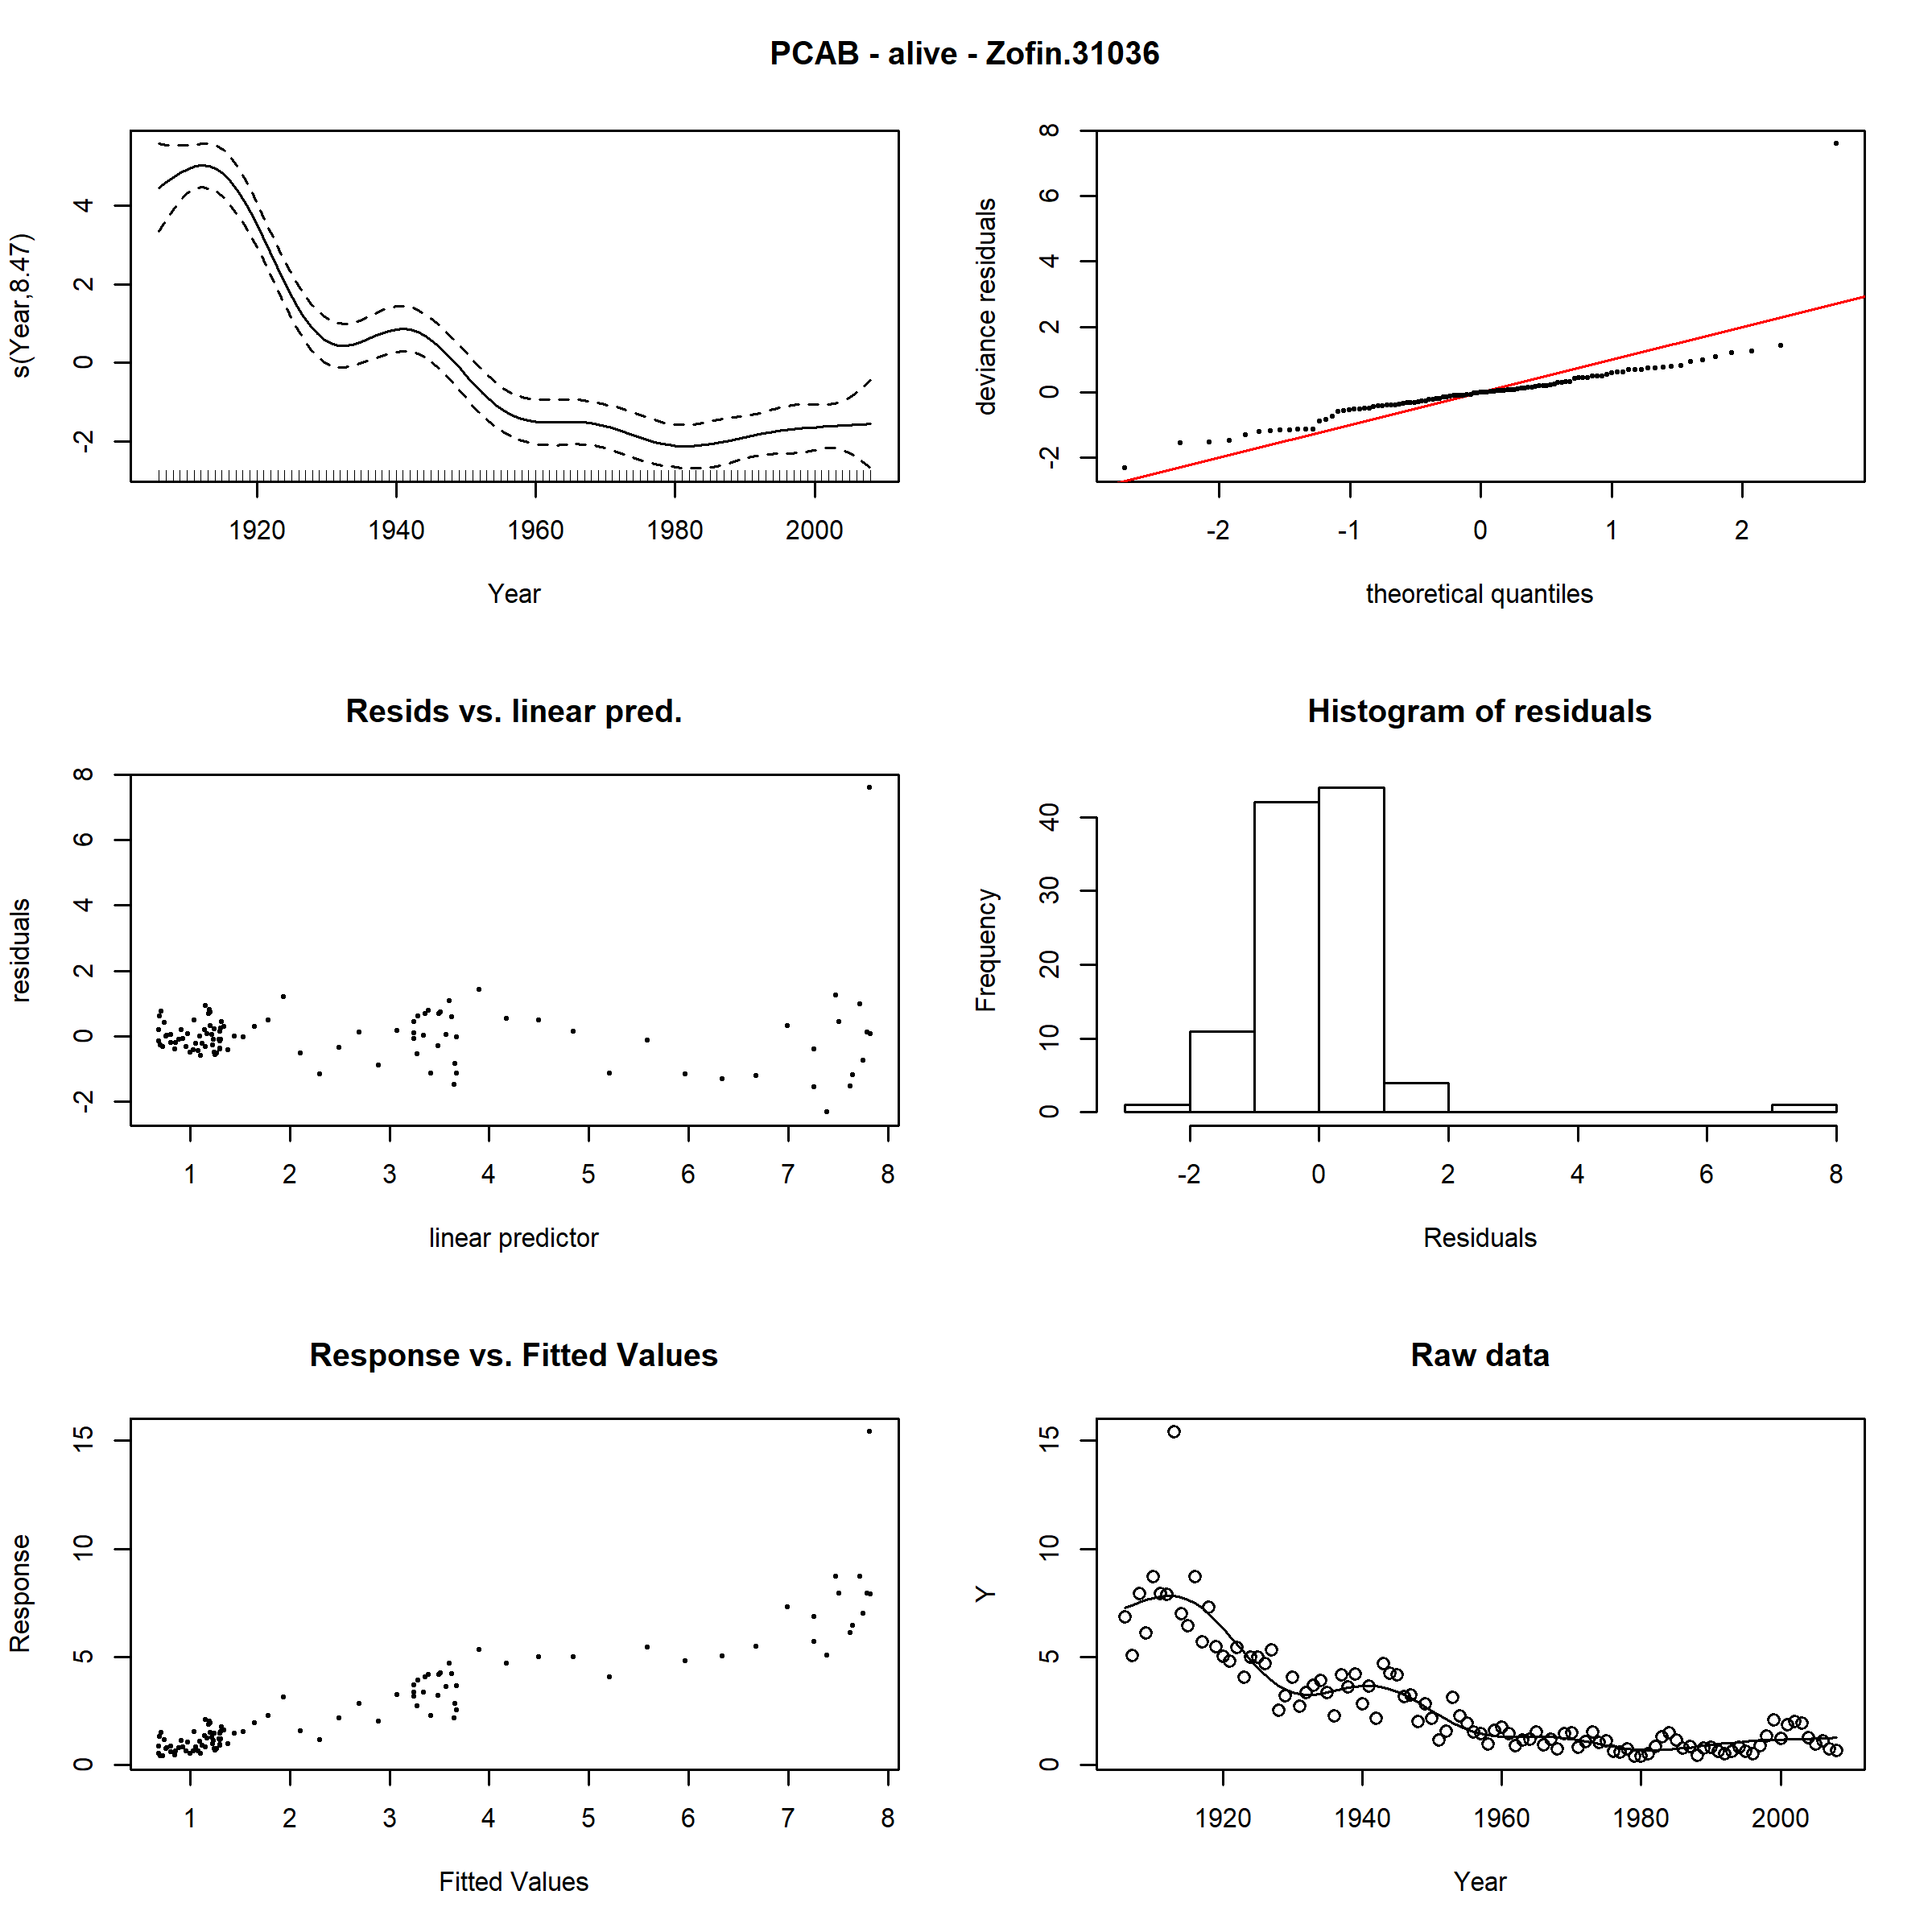 PCAB - alive - Zofin.31036
s(Year,8.47)
4
2
0
-2
1920 1940 1960 1980 2000
Year
deviance residuals
8
6
4
2
0
-2
-2 -1 0 1 2
theoretical quantiles
Resids vs. linear pred.
residuals
8
6
4
2
0
-2
1 2 3 4 5 6 7 8
linear predictor
Histogram of residuals
Frequency
40
30
20
10
0
-2 0 2 4 6 8
Residuals
Response vs. Fitted Values
Response
15
10
5
0
1 2 3 4 5 6 7 8
Fitted Values
Raw data
Y
15
10
5
0
1920 1940 1960 1980 2000
Year